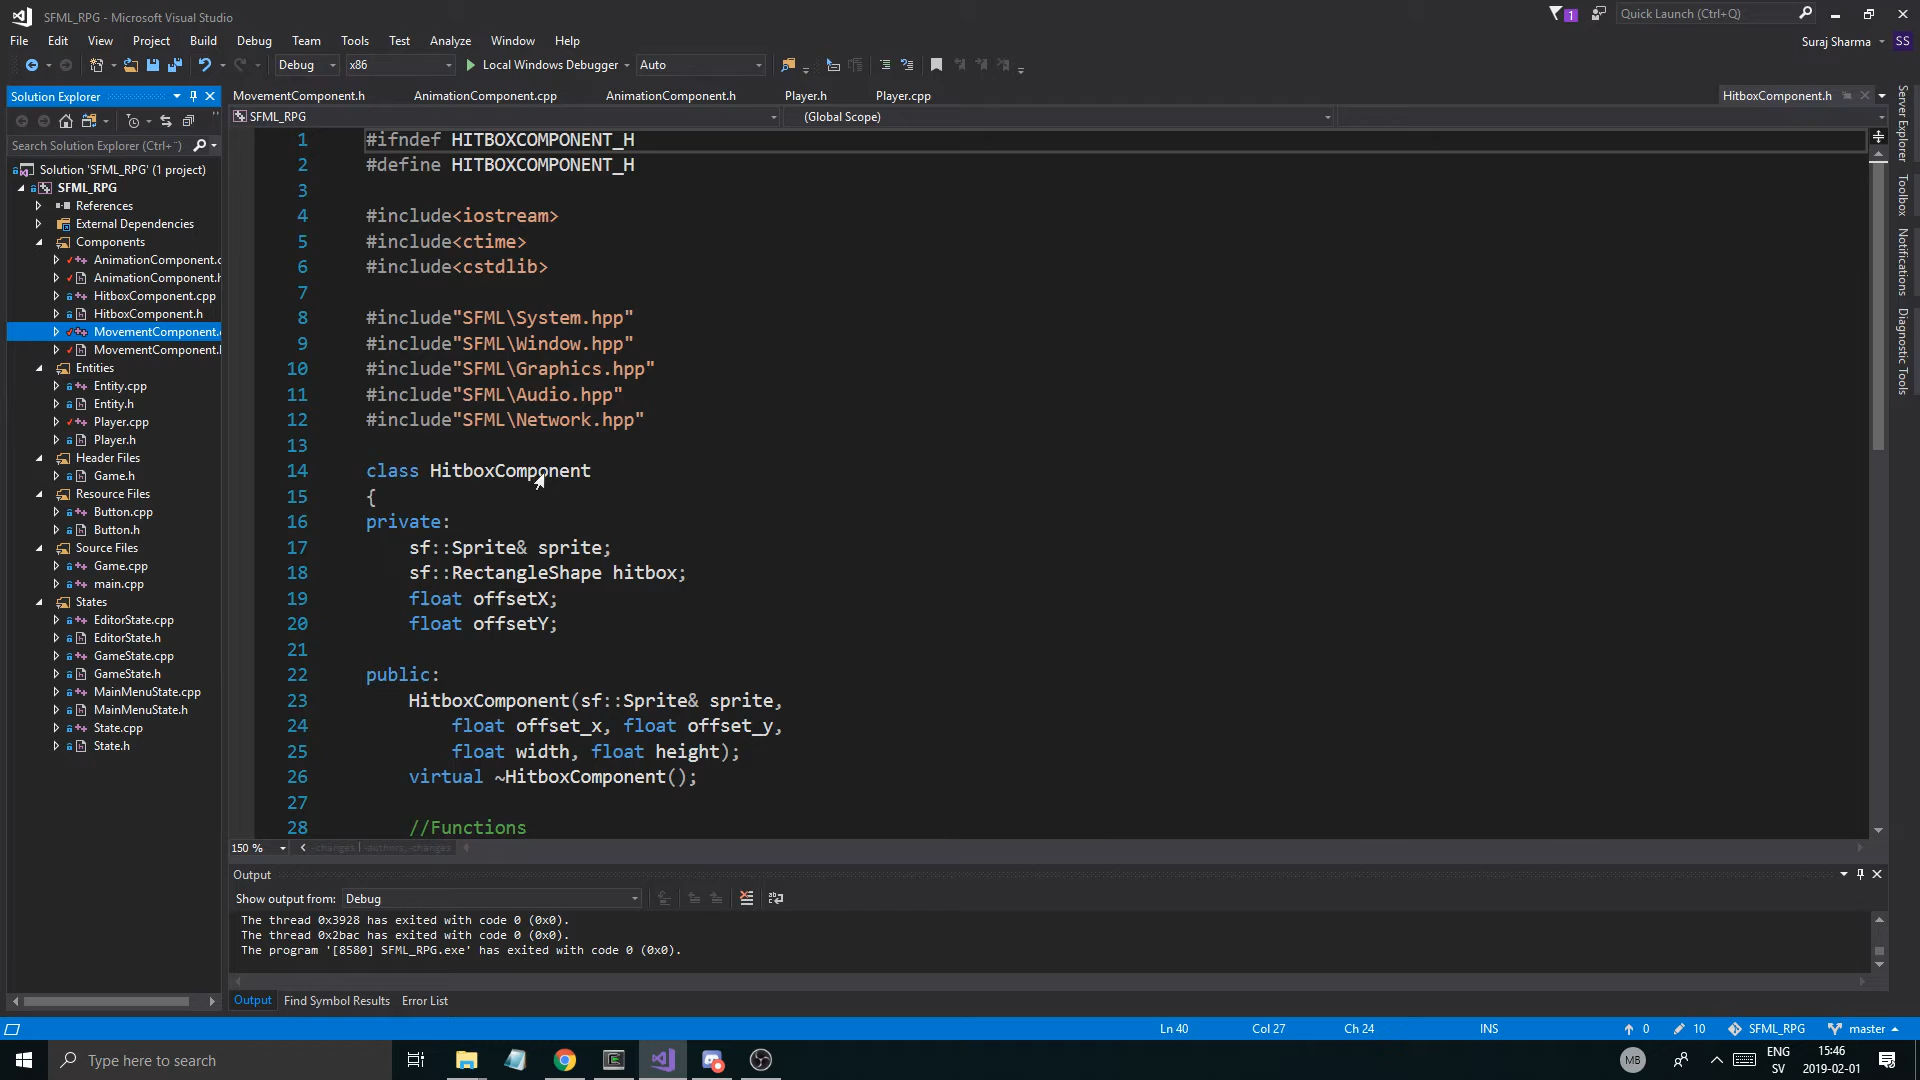 SFML_RPG - Microsoft Visual Studio
1
Quick Launch (Ctrl+Q)
File Edit View Project Build Debug Team Tools Test Analyze Window Help
Suraj Sharma SS
Debug x86 Local Windows Debugger Auto
Solution Explorer
MovementComponent.h AnimationComponent.cpp AnimationComponent.h Player.h Player.cpp HitboxComponent.h
SFML_RPG (Global Scope)
Search Solution Explorer (Ctrl+¨)
Solution 'SFML_RPG' (1 project)
SFML_RPG
References
External Dependencies
Components
AnimationComponent.c
AnimationComponent.h
HitboxComponent.cpp
HitboxComponent.h
MovementComponent.
MovementComponent.
Entities
Entity.cpp
Entity.h
Player.cpp
Player.h
Header Files
Game.h
Resource Files
Button.cpp
Button.h
Source Files
Game.cpp
main.cpp
States
EditorState.cpp
EditorState.h
GameState.cpp
GameState.h
MainMenuState.cpp
MainMenuState.h
State.cpp
State.h
1 #ifndef HITBOXCOMPONENT_H
2 #define HITBOXCOMPONENT_H
3
4 #include<iostream>
5 #include<ctime>
6 #include<cstdlib>
7
8 #include"SFML\System.hpp"
9 #include"SFML\Window.hpp"
10 #include"SFML\Graphics.hpp"
11 #include"SFML\Audio.hpp"
12 #include"SFML\Network.hpp"
13
14 class HitboxComponent
15 {
16 private:
17 sf::Sprite& sprite;
18 sf::RectangleShape hitbox;
19 float offsetX;
20 float offsetY;
21
22 public:
23 HitboxComponent(sf::Sprite& sprite,
24 float offset_x, float offset_y,
25 float width, float height);
26 virtual ~HitboxComponent();
27
28 //Functions
Server Explorer
Toolbox
Notifications
Diagnostic Tools
150 % -changes | -authors, -changes
Output
Show output from: Debug
The thread 0x3928 has exited with code 0 (0x0).
The thread 0x2bac has exited with code 0 (0x0).
The program '[8580] SFML_RPG.exe' has exited with code 0 (0x0).
Output Find Symbol Results Error List
Ln 40 Col 27 Ch 24 INS 0 10 SFML_RPG master
Type here to search
MB
ENG
SV
15:46
2019-02-01